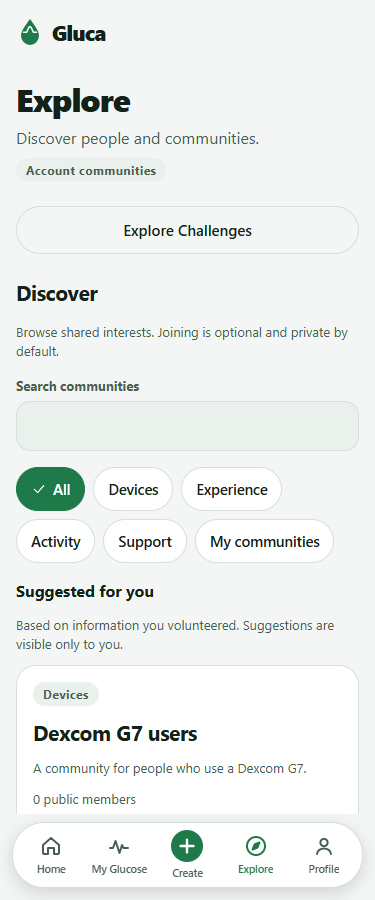 Gluca
Explore
Discover people and communities.
Account communities
Explore Challenges
Discover
Browse shared interests. Joining is optional and private by
default.
Search communities
All
Devices
Experience
Activity
Support
My communities
Suggested for you
Based on information you volunteered. Suggestions are
visible only to you.
Devices
Dexcom G7 users
A community for people who use a Dexcom G7.
0 public members
Home
My Glucose
Create
Explore
Profile